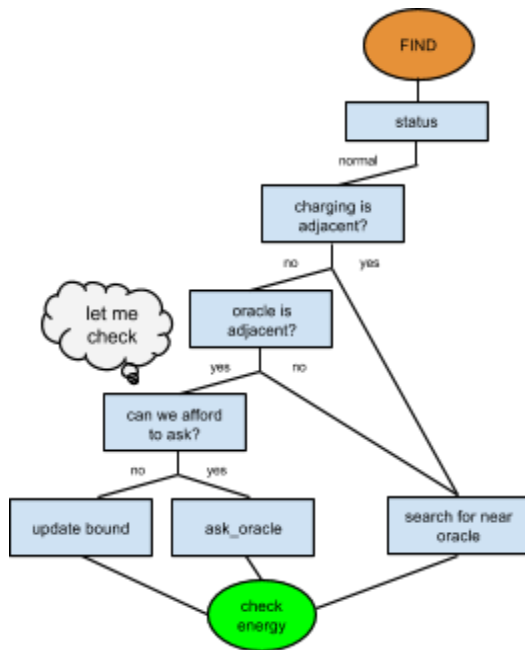 FIND
status
normal
charging is
adjacent?
no
yes
let me
check
oracle is
adjacent?
yes
no
can we afford
to ask?
no
yes
update bound
ask_oracle
search for near
oracle
check
energy